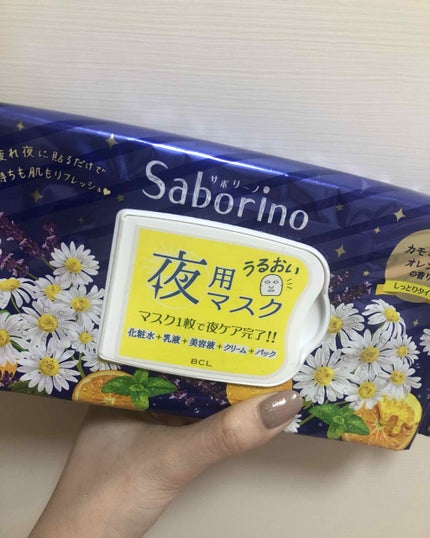 疲れ夜に貼るだけで
気持ちも肌もリフレッシュ♥
サボリーノ
Saborino
夜用マスク
うるおい
マスク1枚で夜ケア完了!!
化粧水+乳液+美容液+クリーム+パック
BCL
カモ
オレ
の香り
しっとりタイ